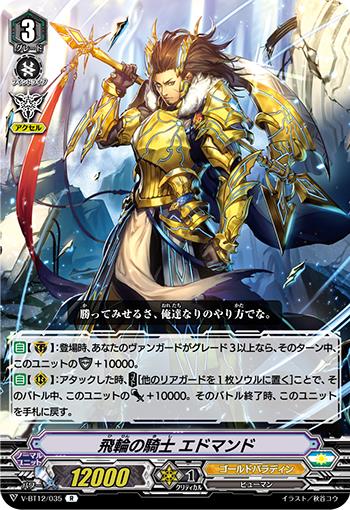 3
グレード
ツインドライブ
アクセル
勝ってみせるさ、俺達なりのやり方でな。
自【R】:登場時、あなたのヴァンガードがグレード3以上なら、そのターン中、
このユニットの+10000。
自【R】:アタックした時、[他のリアガードを1枚ソウルに置く]ことで、そ
のバトル中、このユニットの+10000。そのバトル終了時、このユニット
を手札に戻す。
飛輪の騎士 エドマンド
ノーマル
ユニット
パワー
12000
1
クリティカル
ゴールドパラディン
ヒューマン
V-BT12/035 R
イラスト/秋谷コウ